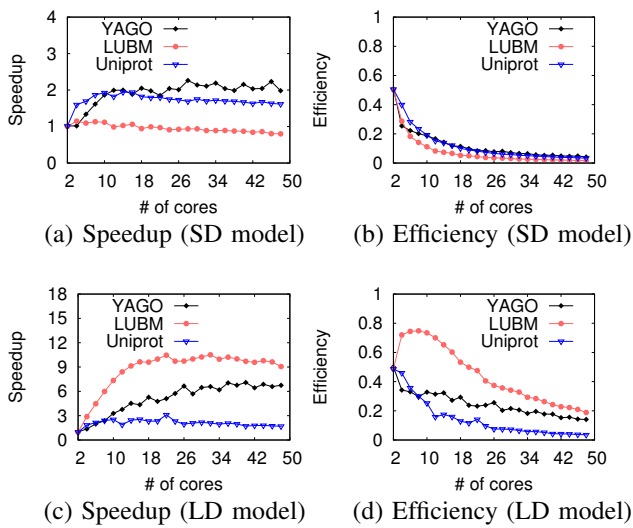 4
3
2
1
0
Speedup
YAGO
LUBM
Uniprot
2 10 18 26 34 42 50
# of cores
(a) Speedup (SD model)
1
0.8
0.6
0.4
0.2
0
Efficiency
YAGO
LUBM
Uniprot
2 10 18 26 34 42 50
# of cores
(b) Efficiency (SD model)
18
15
12
9
6
3
0
Speedup
YAGO
LUBM
Uniprot
2 10 18 26 34 42 50
# of cores
(c) Speedup (LD model)
1
0.8
0.6
0.4
0.2
0
Efficiency
YAGO
LUBM
Uniprot
2 10 18 26 34 42 50
# of cores
(d) Efficiency (LD model)